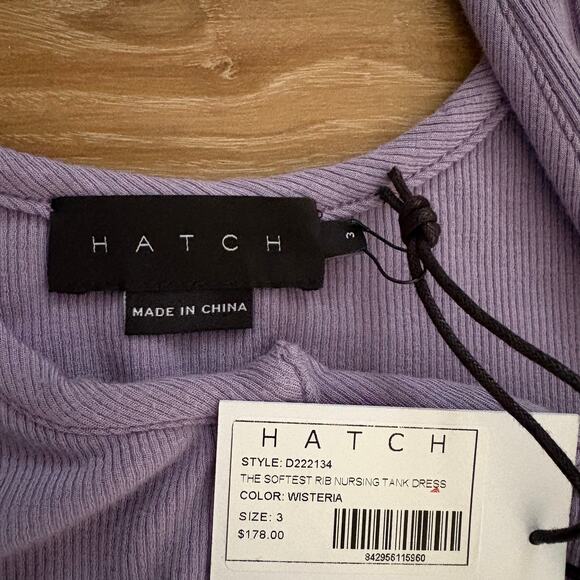 HATCH
3
MADE IN CHINA
HATCH
STYLE: D222134
THE SOFTEST RIB NURSING TANK DRESS
COLOR: WISTERIA
SIZE: 3
$178.00
842956115960